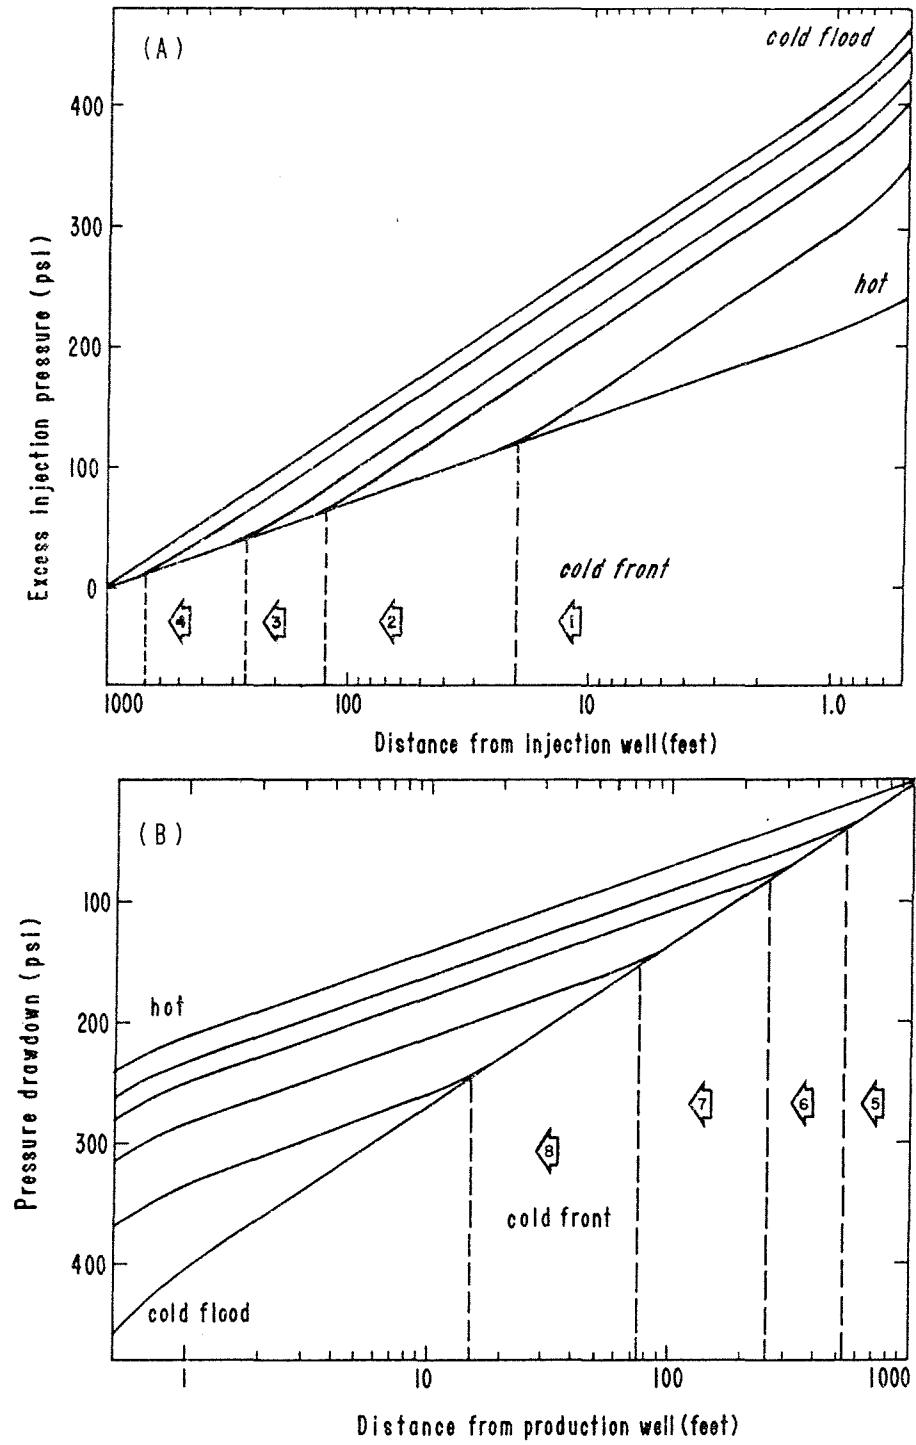 (A)
cold flood
400
300
hot
200
100
cold front
0
4 3 2 1
1000 100 10 1.0
Distance from injection well (feet)
Excess injection pressure (psi)
(B)
100
hot
200
5
6
7
300
8
cold front
400
cold flood
1 10 100 1000
Pressure drawdown (psi)
Distance from production well (feet)